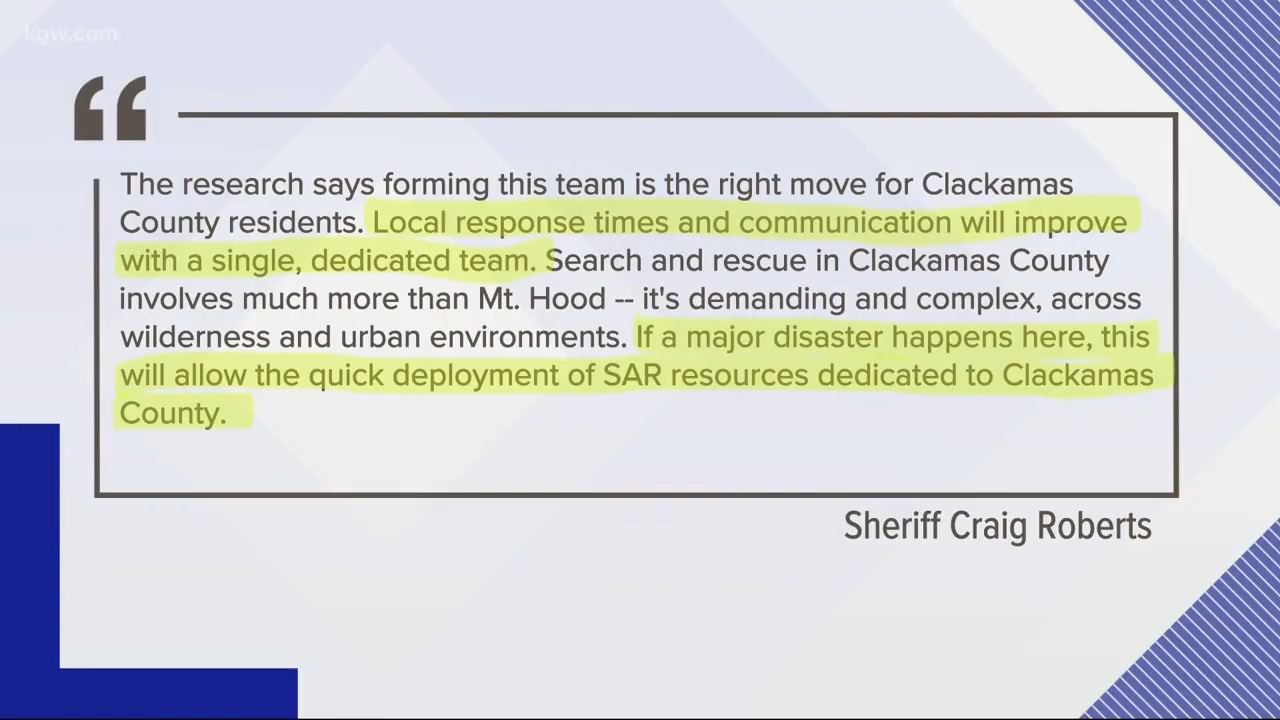 kgw.com
“
The research says forming this team is the right move for Clackamas
County residents. Local response times and communication will improve
with a single, dedicated team. Search and rescue in Clackamas County
involves much more than Mt. Hood -- it's demanding and complex, across
wilderness and urban environments. If a major disaster happens here, this
will allow the quick deployment of SAR resources dedicated to Clackamas
County.
Sheriff Craig Roberts